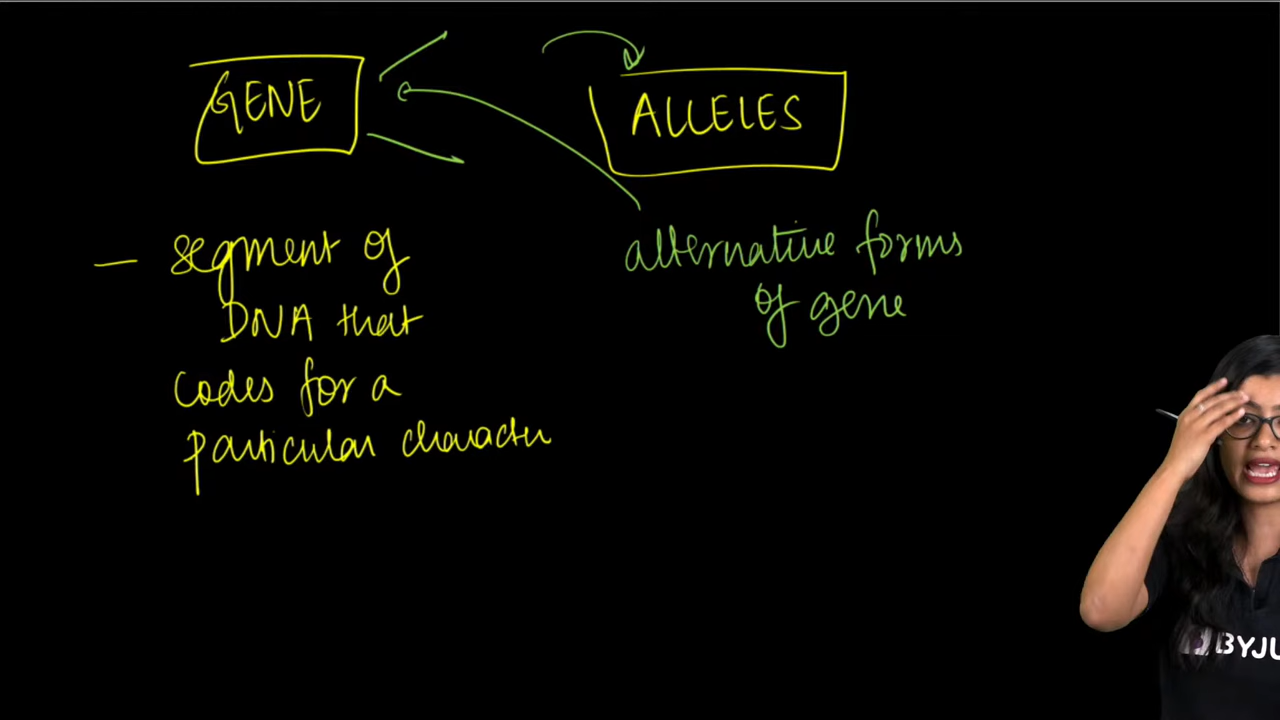 GENE
ALLELES
– segment of
DNA that
codes for a
particular character
alternative forms
of gene
BYJU